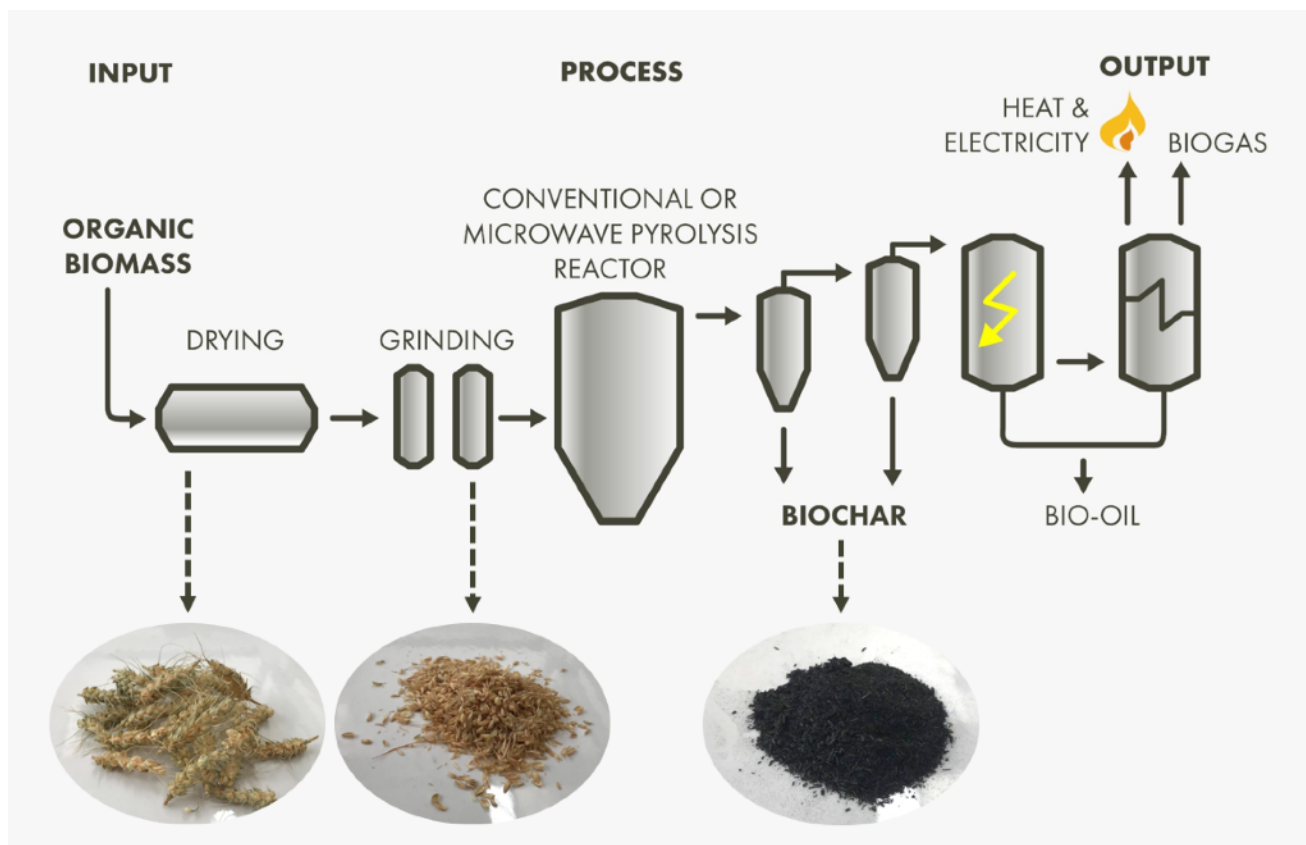 INPUT
PROCESS
OUTPUT
HEAT &
ELECTRICITY
BIOGAS
CONVENTIONAL OR
MICROWAVE PYROLYSIS
REACTOR
ORGANIC
BIOMASS
DRYING
GRINDING
BIOCHAR
BIO-OIL